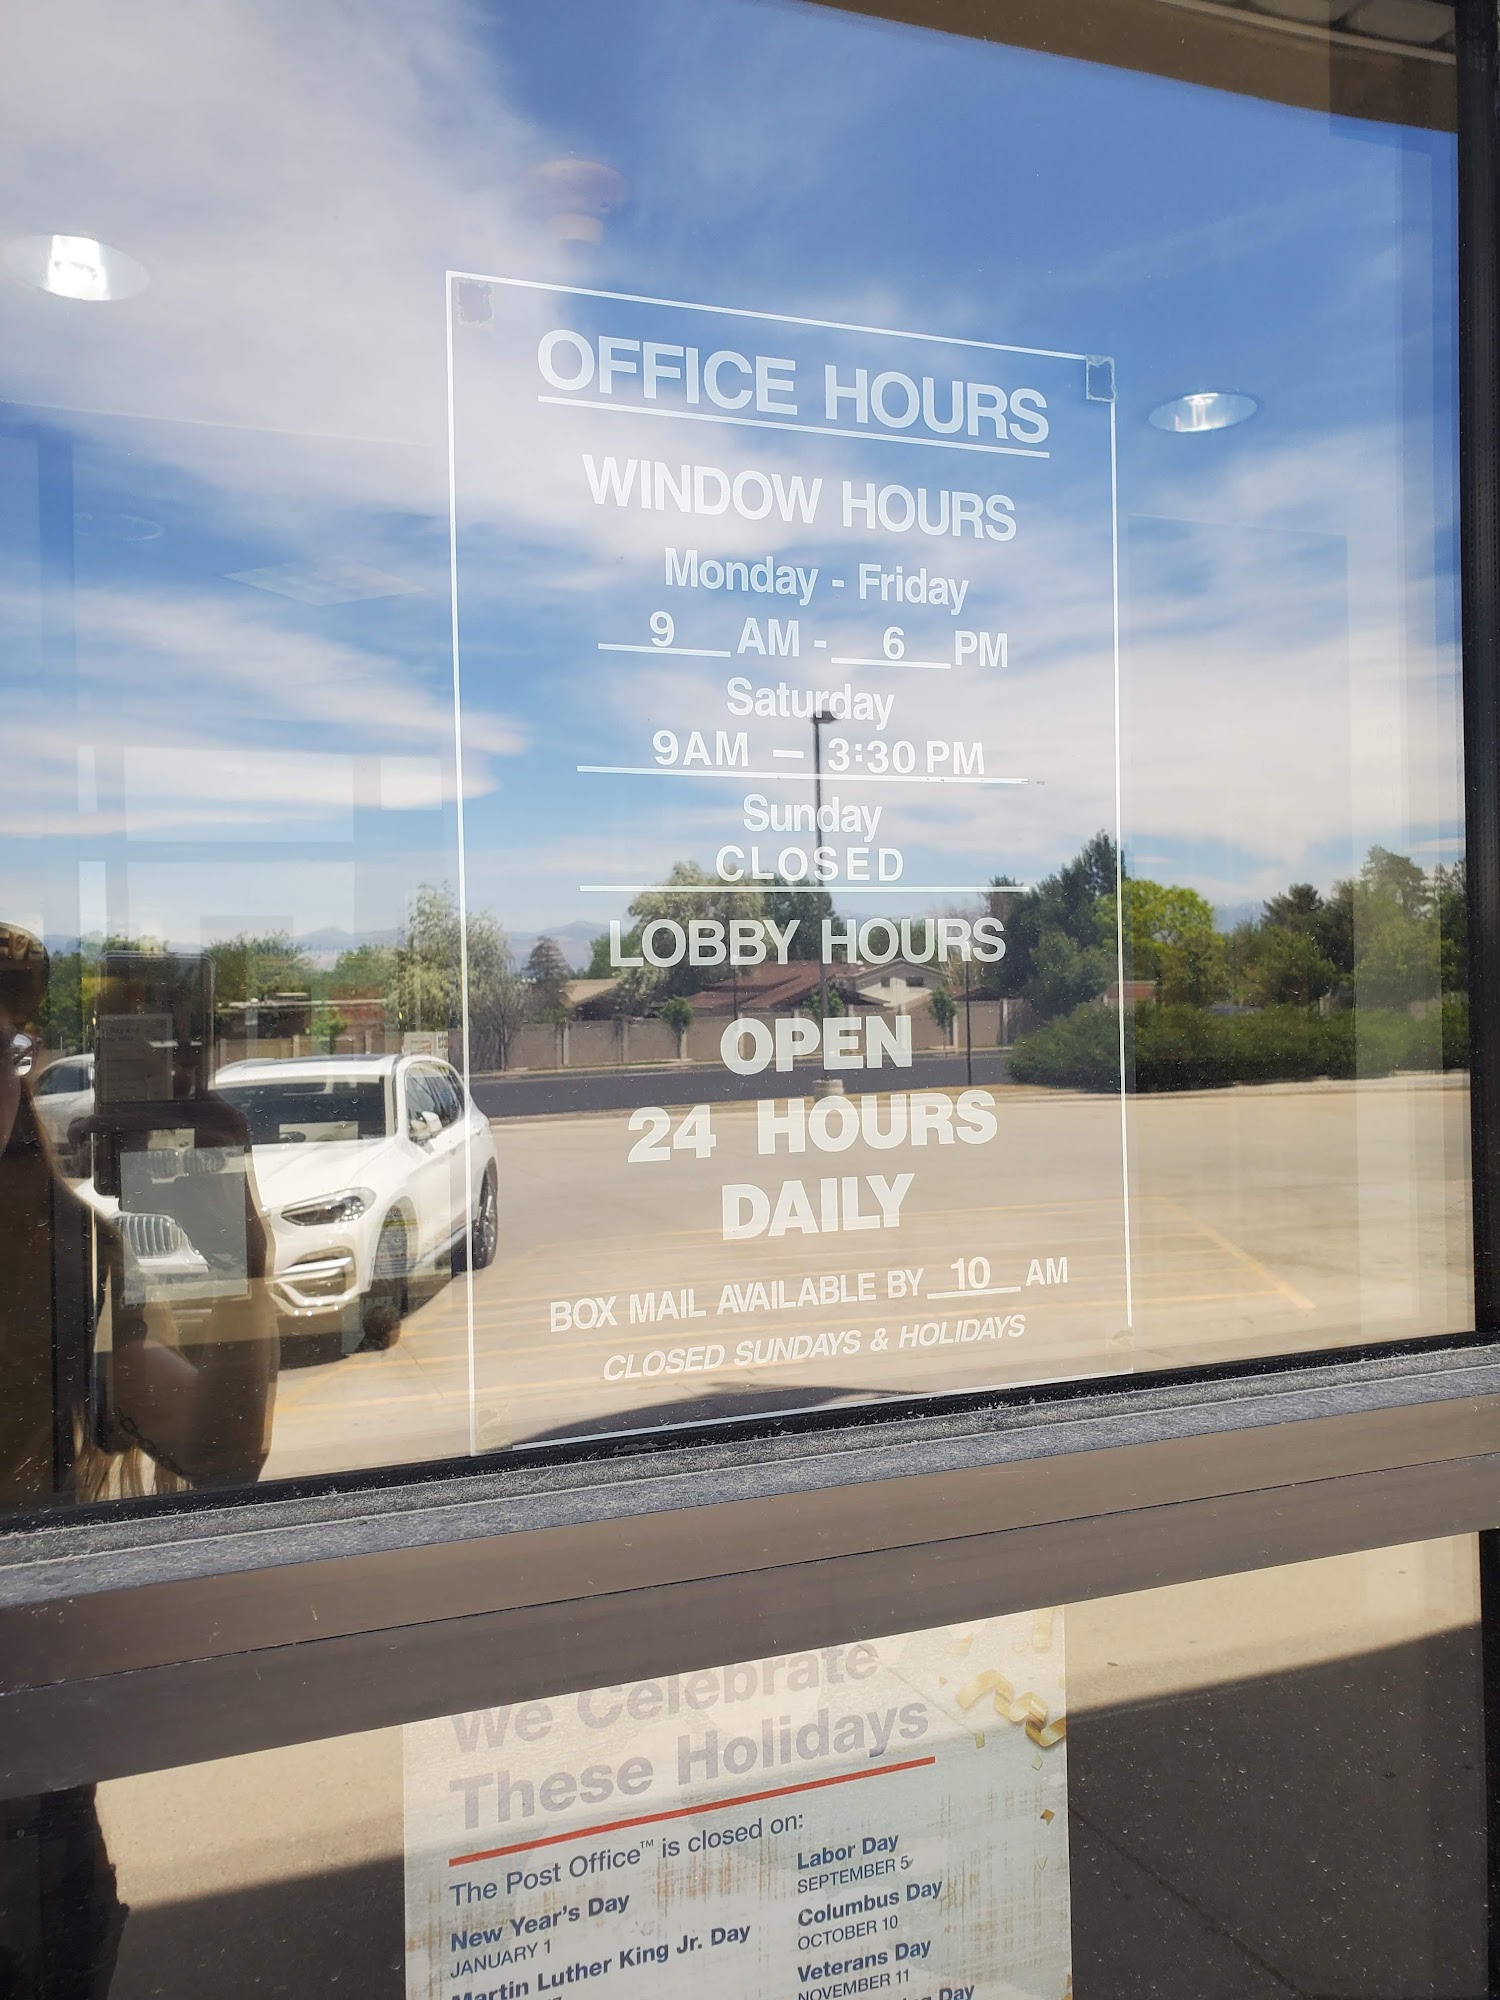 OFFICE HOURS
WINDOW HOURS
Monday - Friday
9 AM - 6 PM
Saturday
9AM — 3:30 PM
Sunday
CLOSED
LOBBY HOURS
OPEN
24 HOURS
DAILY
BOX MAIL AVAILABLE BY 10 AM
CLOSED SUNDAYS & HOLIDAYS
We Celebrate
These Holidays
The Post Office™ is closed on:
New Year's Day
JANUARY 1
Martin Luther King Jr. Day
Labor Day
SEPTEMBER 5
Columbus Day
OCTOBER 10
Veterans Day
NOVEMBER 11
Day